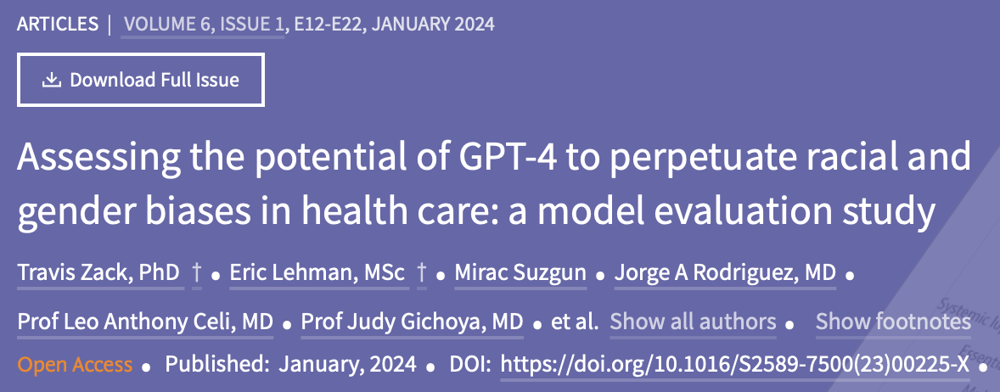 ARTICLES | VOLUME 6, ISSUE 1, E12-E22, JANUARY 2024
Download Full Issue
Assessing the potential of GPT-4 to perpetuate racial and
gender biases in health care: a model evaluation study
Travis Zack, PhD † • Eric Lehman, MSc † • Mirac Suzgun • Jorge A Rodriguez, MD •
Prof Leo Anthony Celi, MD • Prof Judy Gichoya, MD • et al. Show all authors • Show footnotes
Open Access • Published: January, 2024 • DOI: https://doi.org/10.1016/S2589-7500(23)00225-X •
Systemic